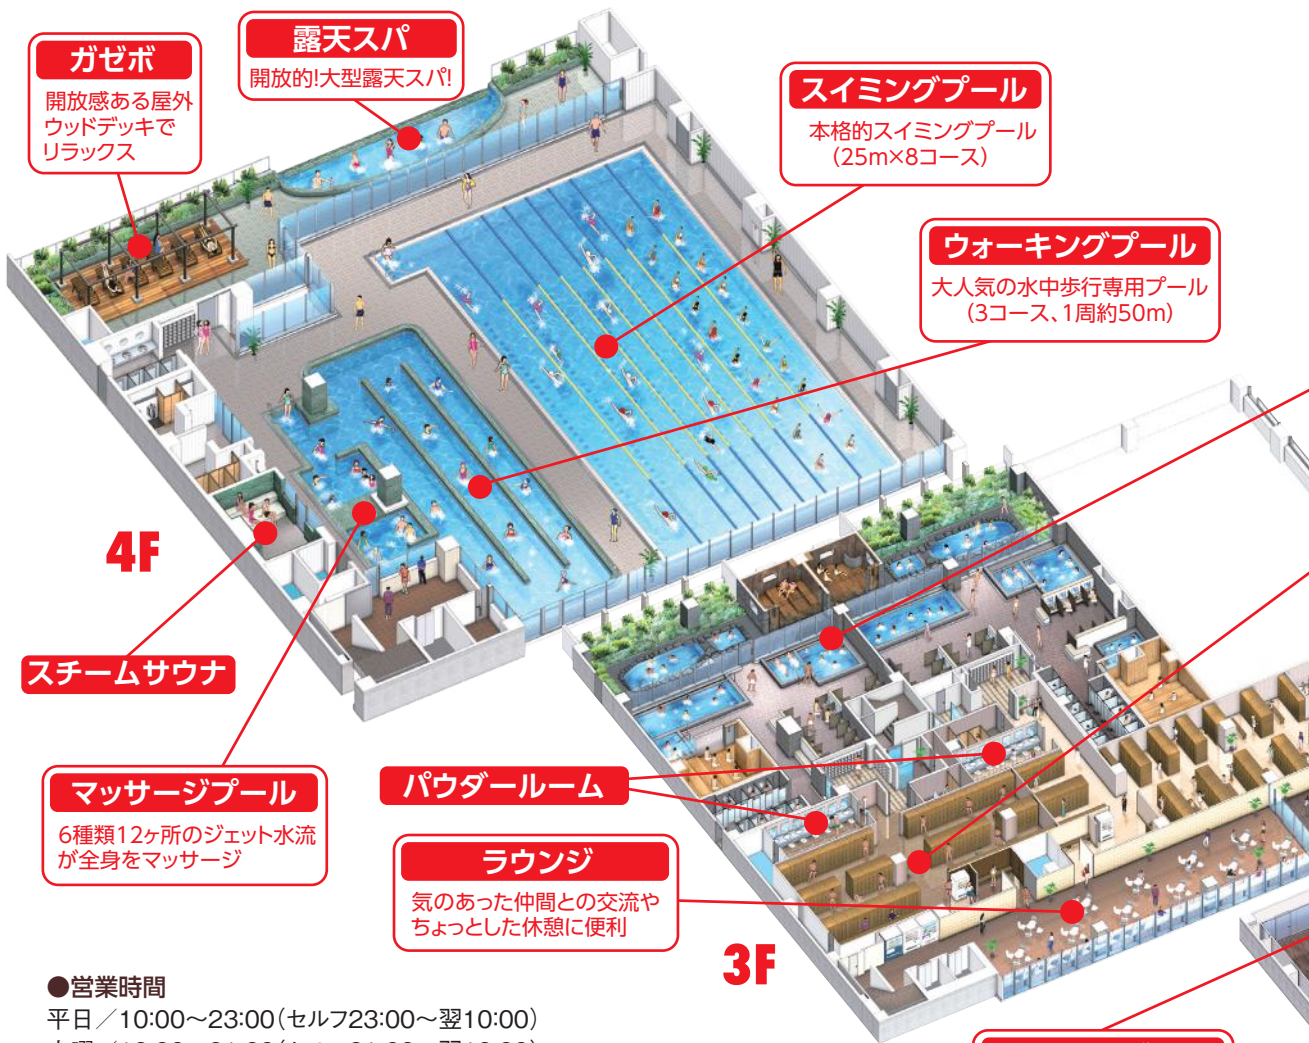 ガゼボ
開放感ある屋外
ウッドデッキで
リラックス
露天スパ
開放的!大型露天スパ!
スイミングプール
本格的スイミングプール
(25m×8コース)
ウォーキングプール
大人気の水中歩行専用プール
(3コース、1周約50m)
4F
スチームサウナ
マッサージプール
6種類12ヶ所のジェット水流
が全身をマッサージ
パウダールーム
ラウンジ
気のあった仲間との交流や
ちょっとした休憩に便利
3F
●営業時間
平日／10:00〜23:00(セルフ23:00〜翌10:00)